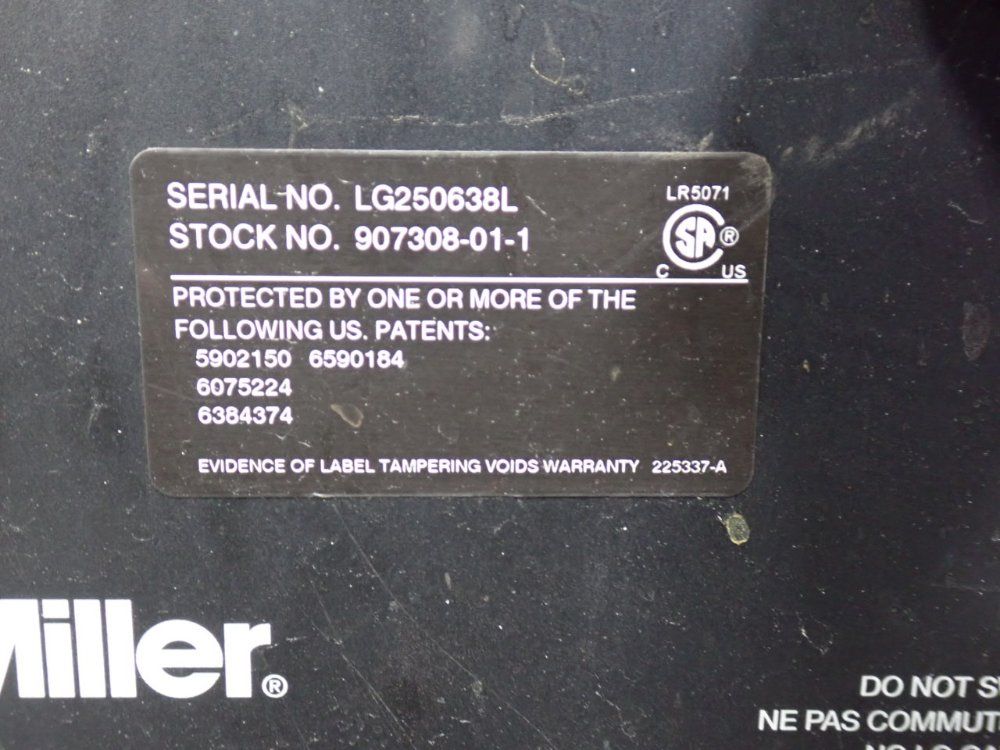 SERIAL NO. LG250638L
STOCK NO. 907308-01-1
LR5071
SA ®
C US
PROTECTED BY ONE OR MORE OF THE
FOLLOWING US. PATENTS:
5902150 6590184
6075224
6384374
EVIDENCE OF LABEL TAMPERING VOIDS WARRANTY 225337-A
Miller®
DO NOT S
NE PAS COMMUT